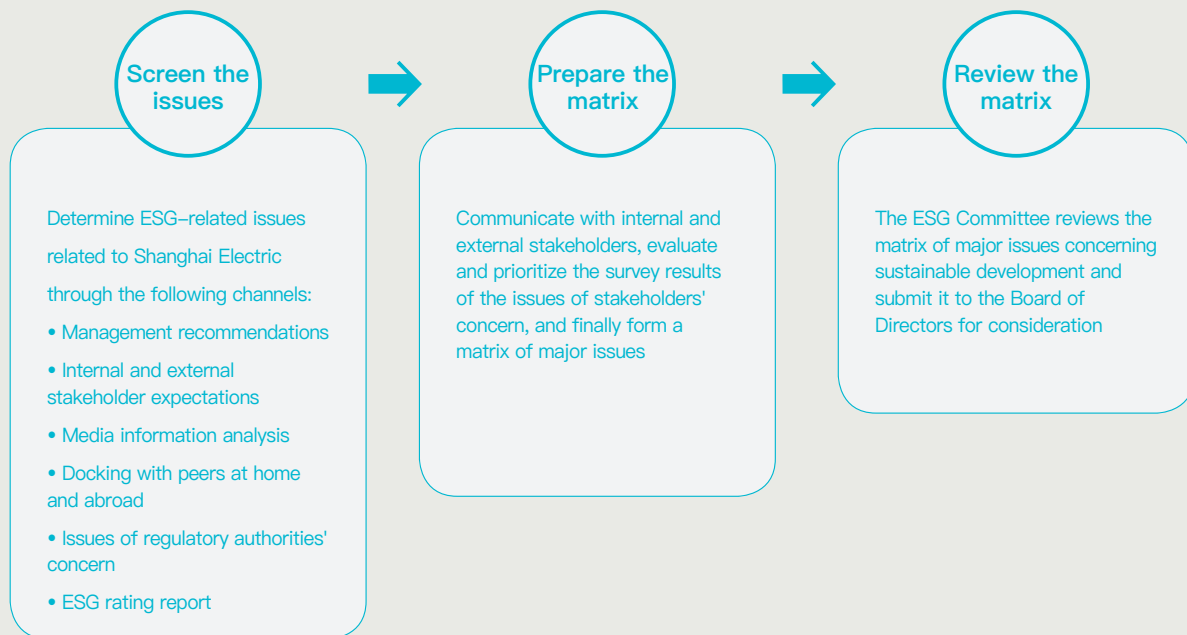 Screen the
issues
Determine ESG-related issues
related to Shanghai Electric
through the following channels:
• Management recommendations
• Internal and external
stakeholder expectations
• Media information analysis
• Docking with peers at home
and abroad
• Issues of regulatory authorities'
concern
• ESG rating report
Prepare the
matrix
Communicate with internal and
external stakeholders, evaluate
and prioritize the survey results
of the issues of stakeholders'
concern, and finally form a
matrix of major issues
Review the
matrix
The ESG Committee reviews the
matrix of major issues concerning
sustainable development and
submit it to the Board of
Directors for consideration